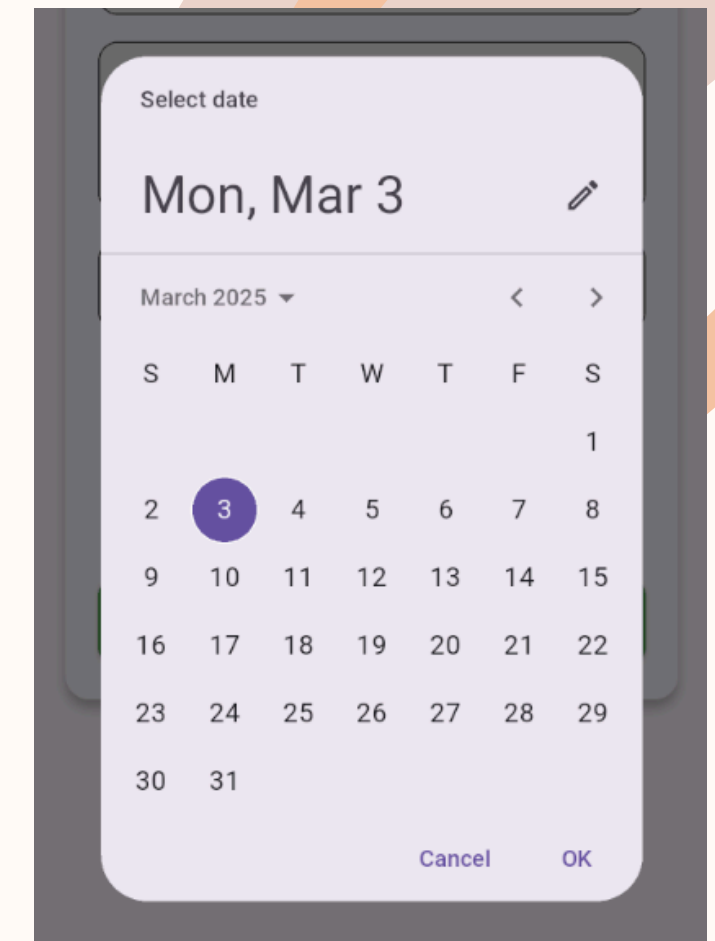 Select date
Mon, Mar 3
March 2025
S M T W T F S
1
2 3 4 5 6 7 8
9 10 11 12 13 14 15
16 17 18 19 20 21 22
23 24 25 26 27 28 29
30 31
Cancel OK